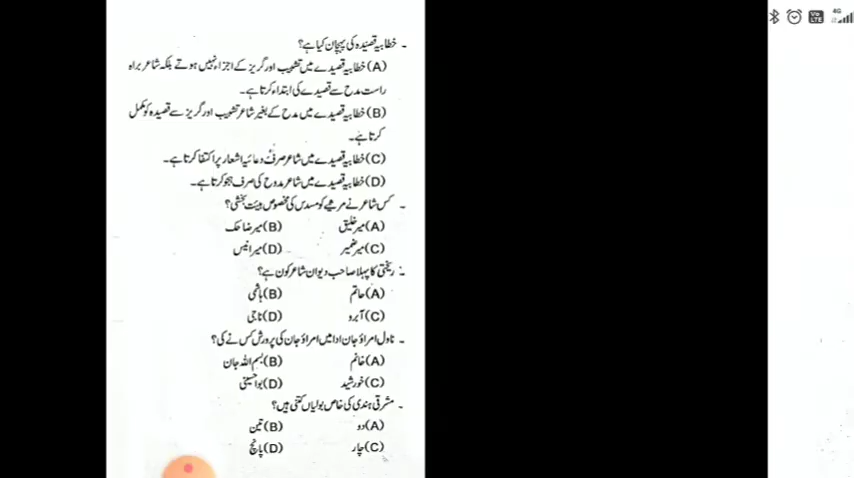 ۔ خطابیہ قصیدہ کی پہچان کیا ہے؟
(A) خطابیہ قصیدے میں تشبیب اور گریز کے اجزاء نہیں ہوتے بلکہ شاعر براہ
راست مدح سے قصیدے کی ابتداء کرتا ہے۔
(B) خطابیہ قصیدے میں مدح کے بغیر شاعر تشبیب اور گریز سے قصیدہ کو مکمل
کرتا ہے۔
(C) خطابیہ قصیدے میں شاعر صرف دعائیہ اشعار پر اکتفا کرتا ہے۔
(D) خطابیہ قصیدے میں شاعر ممدوح کی صرف ہجو کرتا ہے۔
۔ کس شاعر نے مرثیے کو مسدس کی مخصوص ہیئت بخشی؟
(A) میر خلیق (B) میر ضاحک
(C) میر ضمیر (D) میر انیس
۔ ریختی کا پہلا صاحب دیوان شاعر کون ہے؟
(A) حاتم (B) ہاشمی
(C) آبرو (D) ناجی
۔ ناول امراؤ جان ادا میں امراؤ جان کی پرورش کس نے کی؟
(A) خانم (B) بسم اللہ جان
(C) خورشید (D) بوا حسینی
۔ مشرقی ہندی کی خاص بولیاں کتنی ہیں؟
(A) دو (B) تین
(C) چار (D) پانچ
4G
Vo
LTE